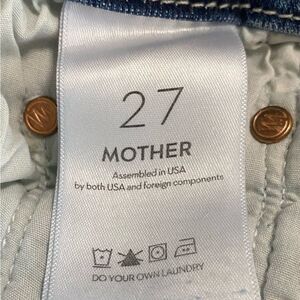 27
MOTHER
Assembled in USA
by both USA and foreign components
DO YOUR OWN LAUNDRY